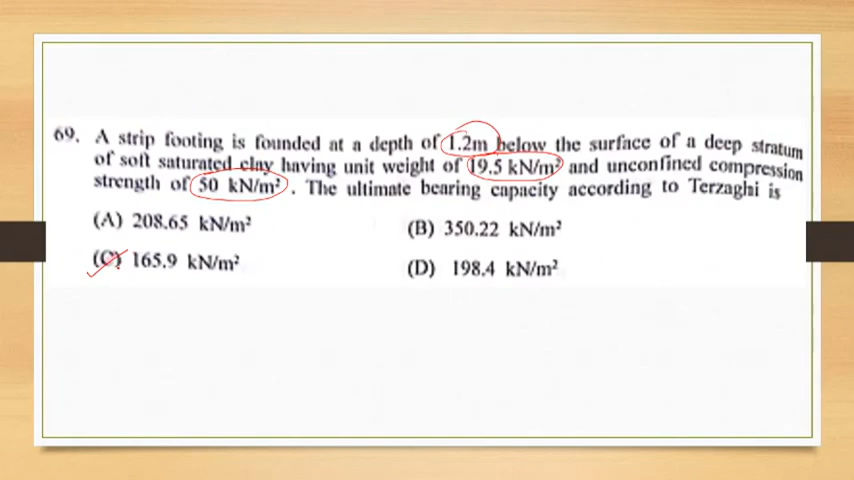 69. A strip footing is founded at a depth of 1.2m below the surface of a deep stratum
of soft saturated clay having unit weight of 19.5 kN/m² and unconfined compression
strength of 50 kN/m² . The ultimate bearing capacity according to Terzaghi is
(A) 208.65 kN/m² (B) 350.22 kN/m²
(C) 165.9 kN/m² (D) 198.4 kN/m²